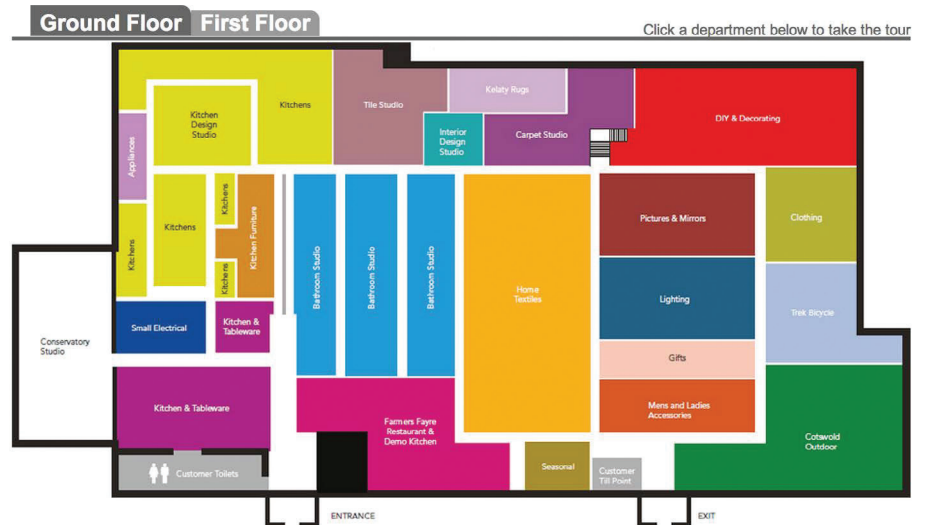 Ground Floor
First Floor
Click a department below to take the tour
Kitchen
Design
Studio
Kitchens
Tile Studio
Kelaty Rugs
Interior
Design
Studio
Carpet Studio
DIY & Decorating
Appliances
Kitchens
Kitchens
Kitchens
Kitchens
Kitchen Furniture
Bathroom Studio
Bathroom Studio
Bathroom Studio
Home
Textiles
Pictures & Mirrors
Clothing
Lighting
Trek Bicycle
Gifts
Mens and Ladies
Accessories
Conservatory
Studio
Small Electrical
Kitchen &
Tableware
Kitchen & Tableware
Farmers Fayre
Restaurant &
Demo Kitchen
Cotswold
Outdoor
Customer Toilets
Seasonal
Customer
Till Point
ENTRANCE
EXIT